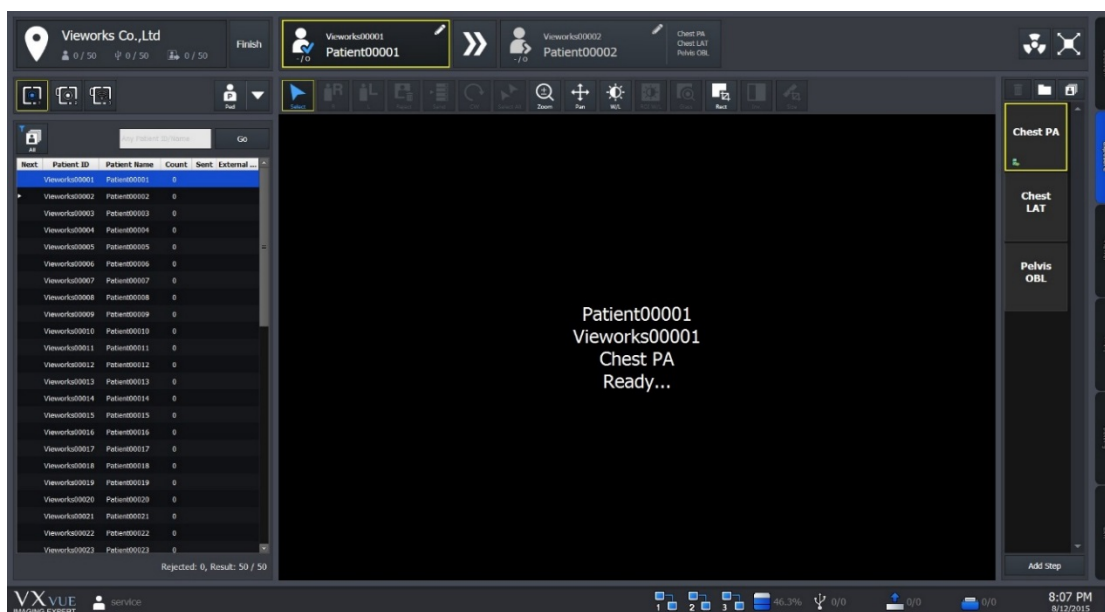 Vieworks Co.,Ltd
0 / 50
0 / 50
0 / 50
Finish
Vieworks00001
Patient00001
- / 0
Vieworks00002
Patient00002
- / 0
Chest PA
Chest LAT
Pelvis OBL
Pad
Select
Zoom
Pan
W/L
Rect
All
Any Patient ID/Name
Go
Next Patient ID Patient Name Count Sent External ...
Vieworks00001 Patient00001 0
Vieworks00002 Patient00002 0
Vieworks00003 Patient00003 0
Vieworks00004 Patient00004 0
Vieworks00005 Patient00005 0
Vieworks00006 Patient00006 0
Vieworks00007 Patient00007 0
Vieworks00008 Patient00008 0
Vieworks00009 Patient00009 0
Vieworks00010 Patient00010 0
Vieworks00011 Patient00011 0
Vieworks00012 Patient00012 0
Vieworks00013 Patient00013 0
Vieworks00014 Patient00014 0
Vieworks00015 Patient00015 0
Vieworks00016 Patient00016 0
Vieworks00017 Patient00017 0
Vieworks00018 Patient00018 0
Vieworks00019 Patient00019 0
Vieworks00020 Patient00020 0
Vieworks00021 Patient00021 0
Vieworks00022 Patient00022 0
Vieworks00023 Patient00023 0
Rejected: 0, Result: 50 / 50
Patient00001
Vieworks00001
Chest PA
Ready...
Chest PA
Chest
LAT
Pelvis
OBL
Add Step
VXVUE
IMAGING EXPERT
service
1
2
3
46.3%
0/0
0/0
0/0
8:07 PM
8/12/2015